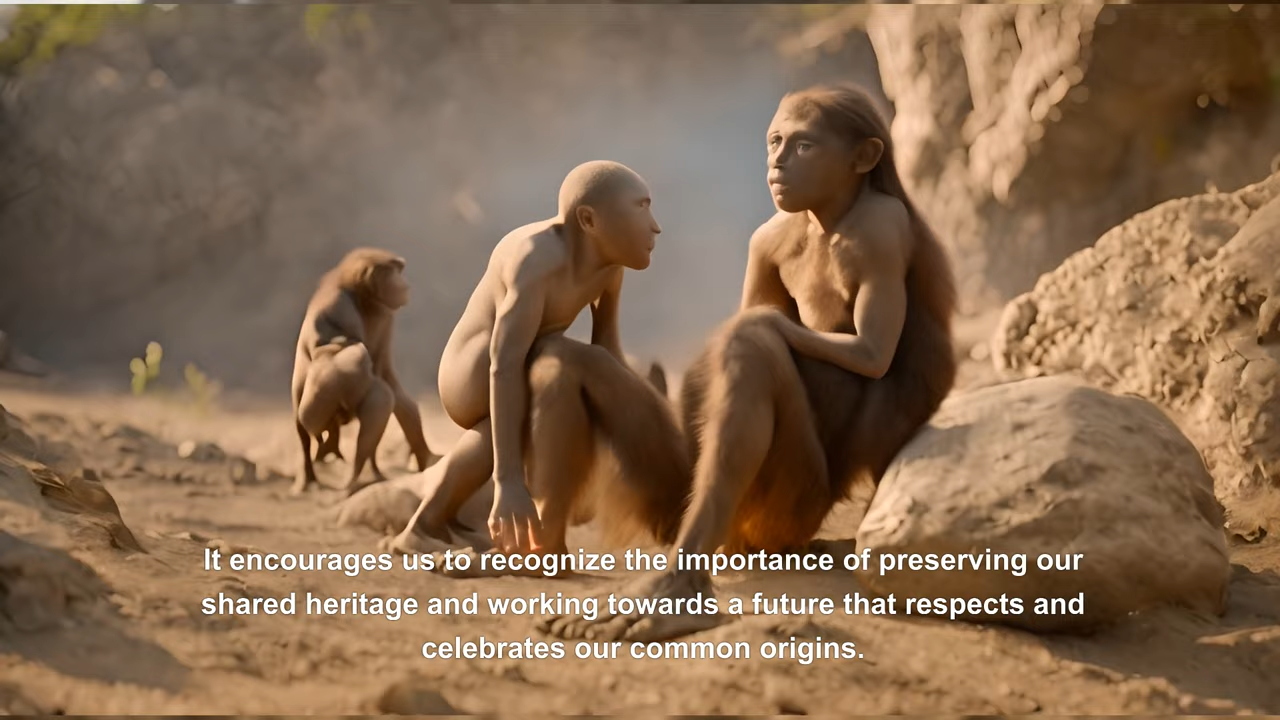 It encourages us to recognize the importance of preserving our
shared heritage and working towards a future that respects and
celebrates our common origins.